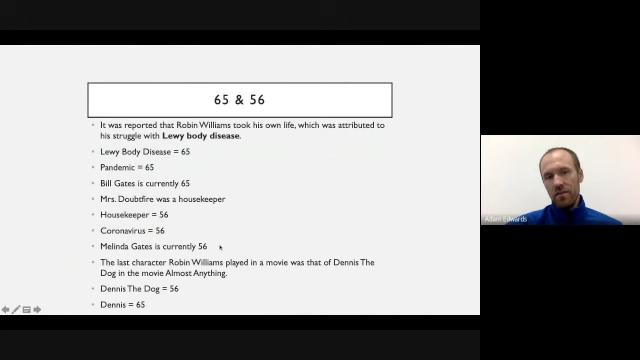 65 & 56
It was reported that Robin Williams took his own life, which was attributed to
his struggle with Lewy body disease.
Lewy Body Disease = 65
Pandemic = 65
Bill Gates is currently 65
Mrs. Doubtfire was a housekeeper
Housekeeper = 56
Coronavirus = 56
Melinda Gates is currently 56
The last character Robin Williams played in a movie was that of Dennis The
Dog in the movie Almost Anything.
Dennis The Dog = 56
Dennis = 65
Adam Edwards